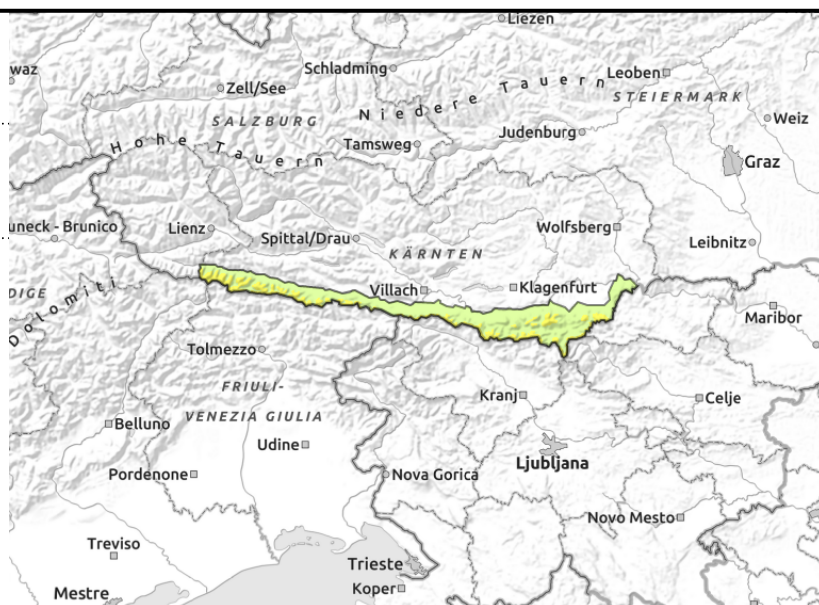 Liezen
waz
Schladming
Leoben
Zell/See
Niedere Tauern
STEIERMARK
SALZBURG
Weiz
Hohe Tauern
Tamsweg
Judenburg
Graz
uneck - Brunico
Lienz
Wolfsberg
Spittal/Drau
Leibnitz
KÄRNTEN
DIGE
Dolomiti
Villach
Klagenfurt
Maribor
Tolmezzo
FRIULI-
VENEZIA GIULIA
Kranj
Celje
Belluno
Udine
Ljubljana
Pordenone
Nova Gorica
Novo Mesto
Treviso
Trieste
Koper
Mestre